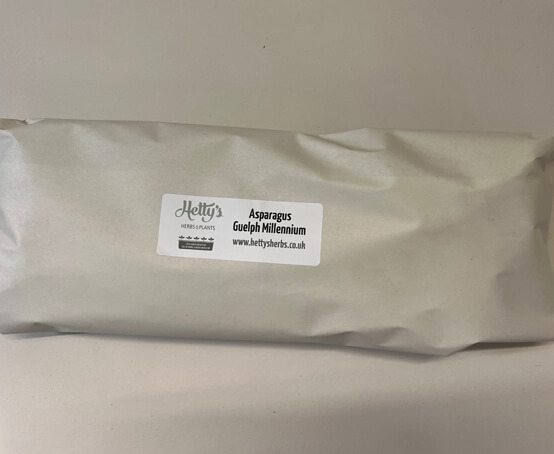 Hetty's
HERBS & PLANTS
Asparagus
Guelph Millennium
www.hettysherbs.co.uk